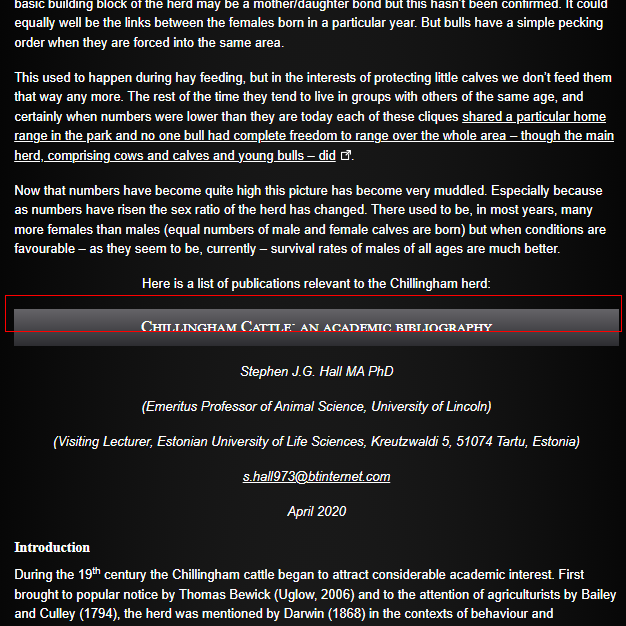 basic building block of the herd may be a mother/daughter bond but this hasn't been confirmed. It could
equally well be the links between the females born in a particular year. But bulls have a simple pecking
order when they are forced into the same area.
This used to happen during hay feeding, but in the interests of protecting little calves we don't feed them
that way any more. The rest of the time they tend to live in groups with others of the same age, and
certainly when numbers were lower than they are today each of these cliques shared a particular home
range in the park and no one bull had complete freedom to range over the whole area – though the main
herd, comprising cows and calves and young bulls – did.
Now that numbers have become quite high this picture has become very muddled. Especially because
as numbers have risen the sex ratio of the herd has changed. There used to be, in most years, many
more females than males (equal numbers of male and female calves are born) but when conditions are
favourable – as they seem to be, currently – survival rates of males of all ages are much better.
Here is a list of publications relevant to the Chillingham herd:
Chillingham Cattle- an academic bibliography
Stephen J.G. Hall MA PhD
(Emeritus Professor of Animal Science, University of Lincoln)
(Visiting Lecturer, Estonian University of Life Sciences, Kreutzwaldi 5, 51074 Tartu, Estonia)
s.hall973@btinternet.com
April 2020
Introduction
During the 19th century the Chillingham cattle began to attract considerable academic interest. First
brought to popular notice by Thomas Bewick (Uglow, 2006) and to the attention of agriculturists by Bailey
and Culley (1794), the herd was mentioned by Darwin (1868) in the contexts of behaviour and